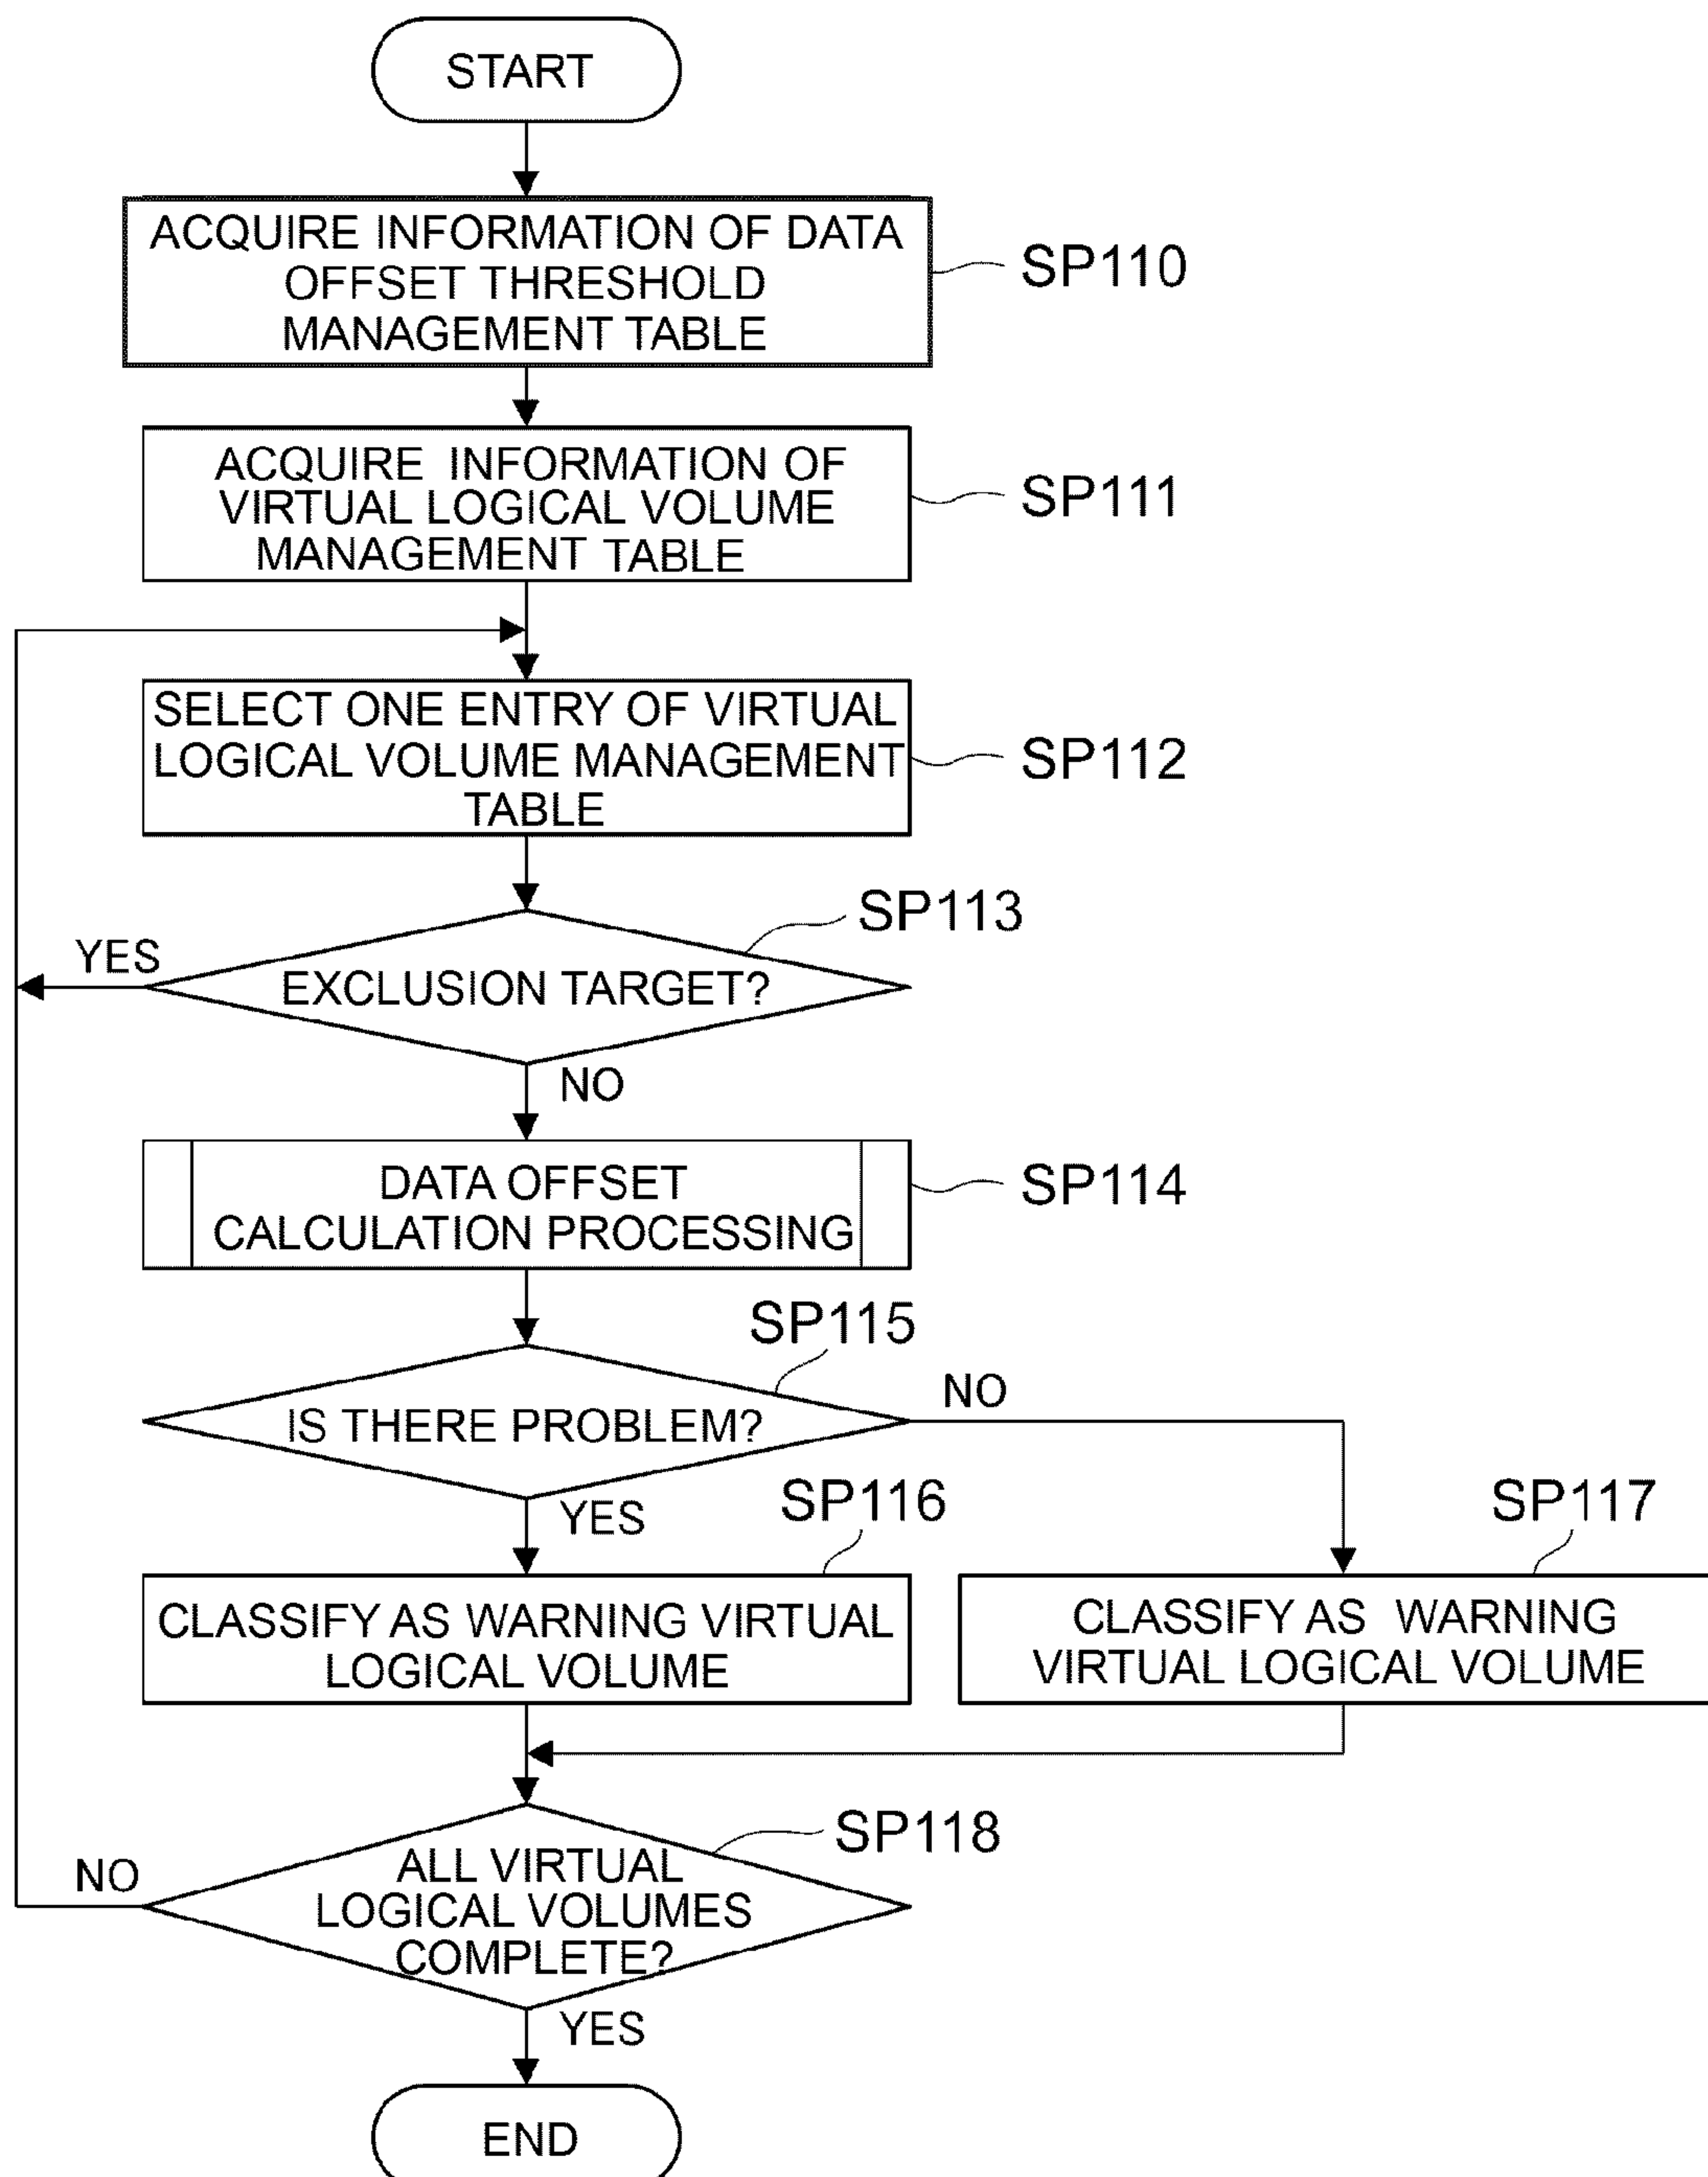 START
ACQUIRE INFORMATION OF DATA
OFFSET THRESHOLD
MANAGEMENT TABLE
SP110
ACQUIRE INFORMATION OF
VIRTUAL LOGICAL VOLUME
MANAGEMENT TABLE
SP111
SELECT ONE ENTRY OF VIRTUAL
LOGICAL VOLUME MANAGEMENT
TABLE
SP112
SP113
YES
EXCLUSION TARGET?
NO
DATA OFFSET
CALCULATION PROCESSING
SP114
SP115
NO
IS THERE PROBLEM?
YES
SP116
SP117
CLASSIFY AS WARNING VIRTUAL
LOGICAL VOLUME
CLASSIFY AS WARNING
VIRTUAL LOGICAL VOLUME
SP118
NO
ALL VIRTUAL
LOGICAL VOLUMES
COMPLETE?
YES
END